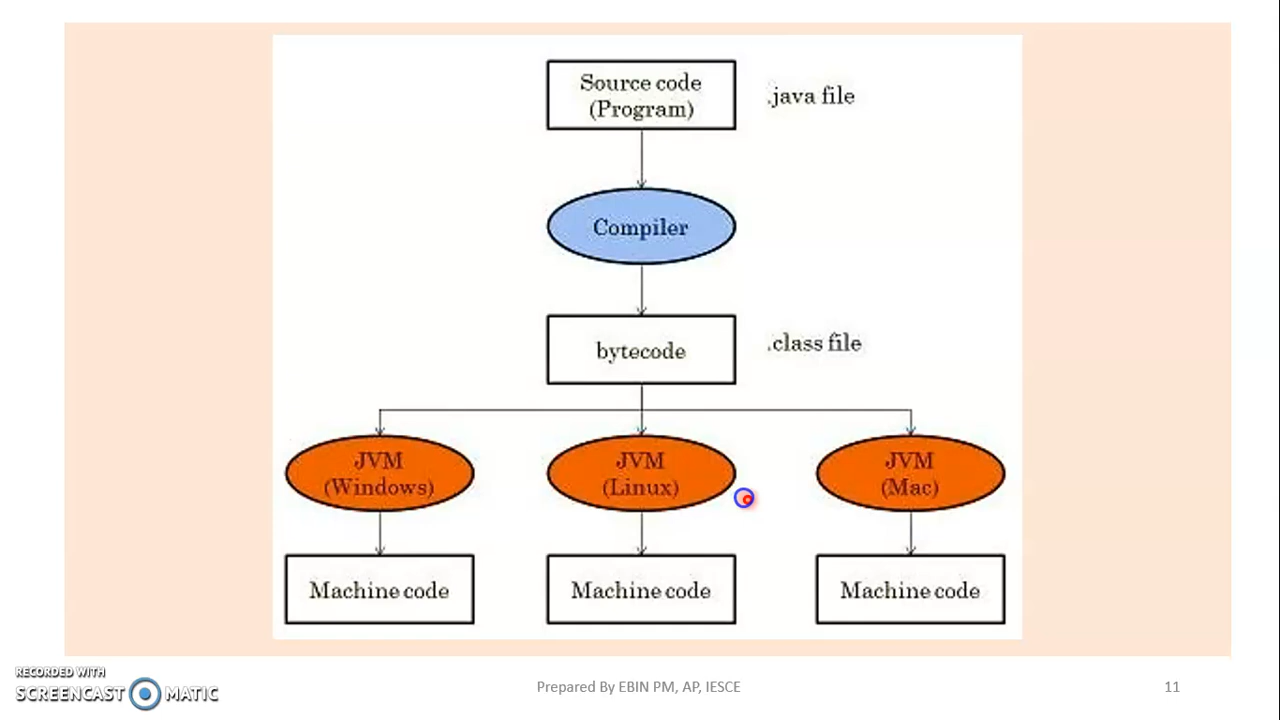 Source code
(Program)
.java file
Compiler
bytecode
.class file
JVM
(Windows)
JVM
(Linux)
JVM
(Mac)
Machine code
Machine code
Machine code
RECORDED WITH
SCREENCAST MATIC
Prepared By EBIN PM, AP, IESCE
11